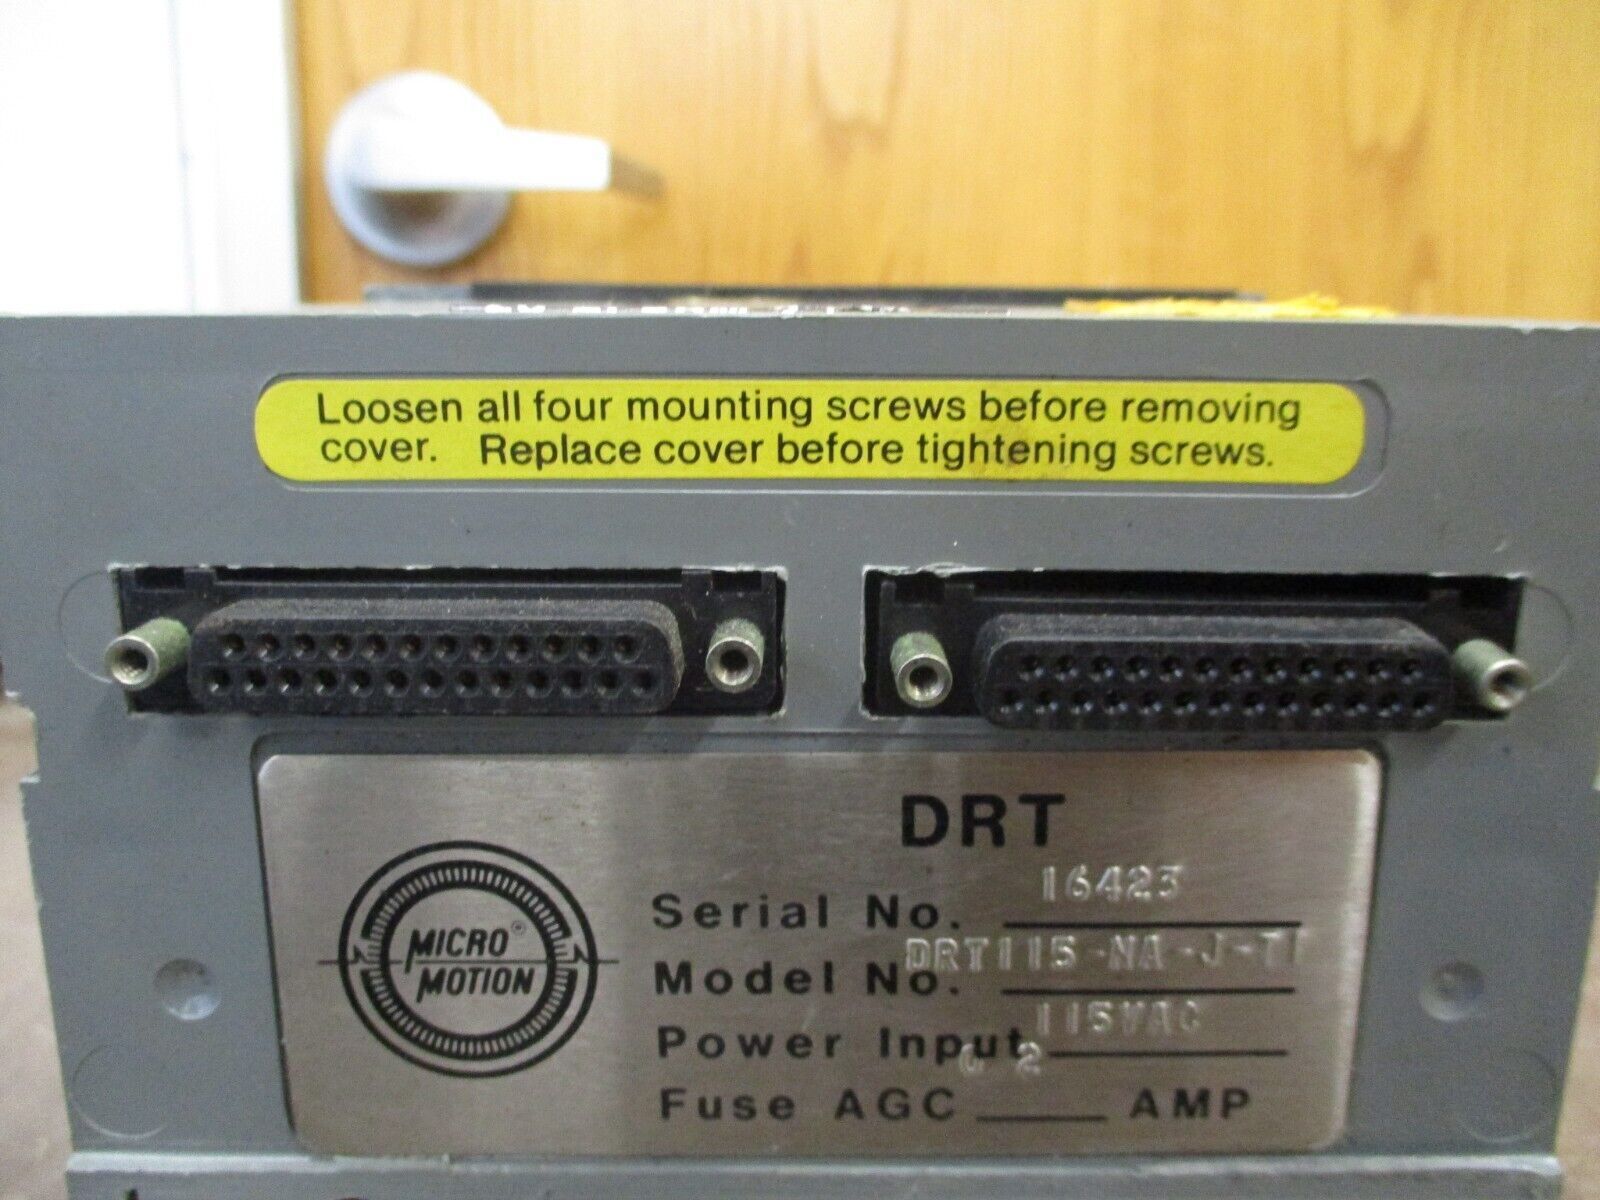 Loosen all four mounting screws before removing
cover. Replace cover before tightening screws.
DRT
MICRO®
MOTION
Serial No. 16423
Model No. DRT115-NA-J-T1
Power Input 115VAC
Fuse AGC 2 AMP